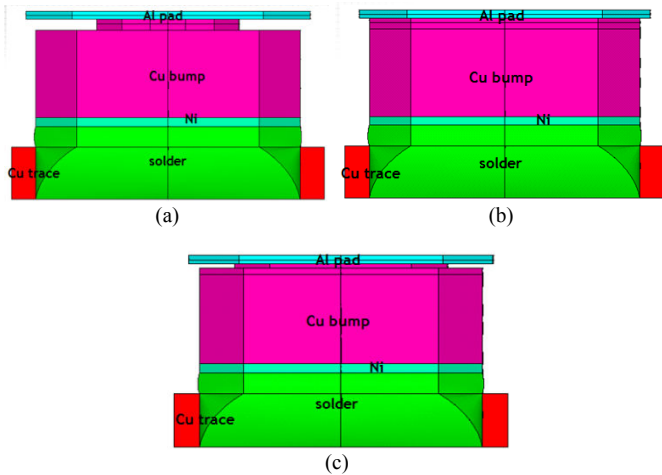 Al pad
Cu bump
Ni
solder
Cu trace
(a)
Al pad
Cu bump
Ni
solder
Cu trace
(b)
Al pad
Cu bump
Ni
solder
Cu trace
(c)